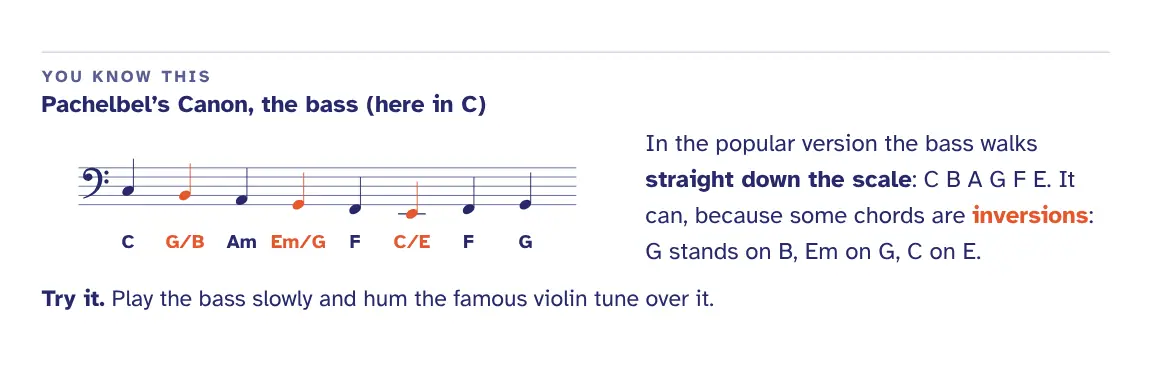 YOU KNOW THIS
Pachelbel’s Canon, the bass (here in C)
C G/B Am Em/G F C/E F G
In the popular version the bass walks
straight down the scale: C B A G F E. It
can, because some chords are inversions:
G stands on B, Em on G, C on E.
Try it. Play the bass slowly and hum the famous violin tune over it.